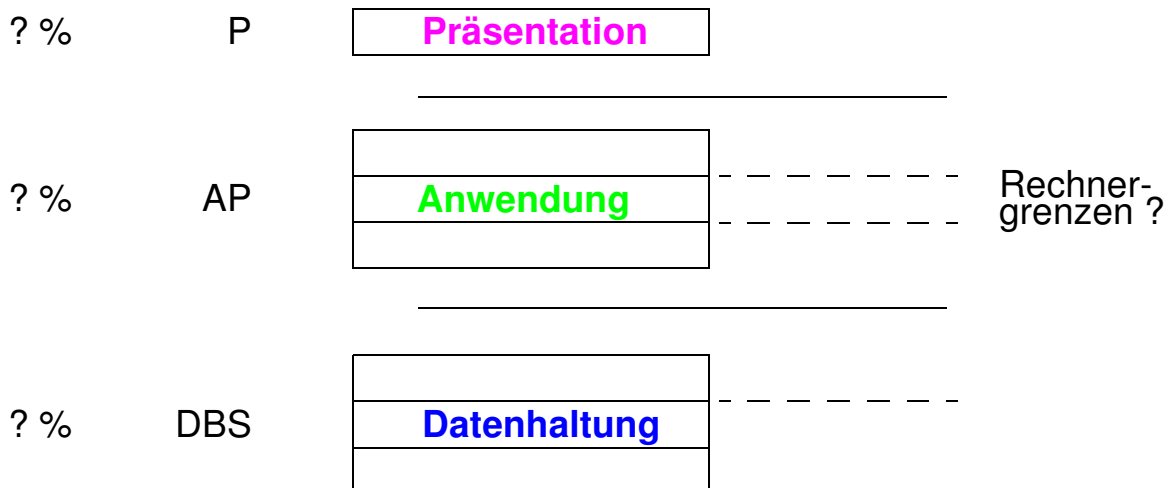 ? % P Präsentation
? % AP Anwendung
Rechner-
grenzen ?
? % DBS Datenhaltung